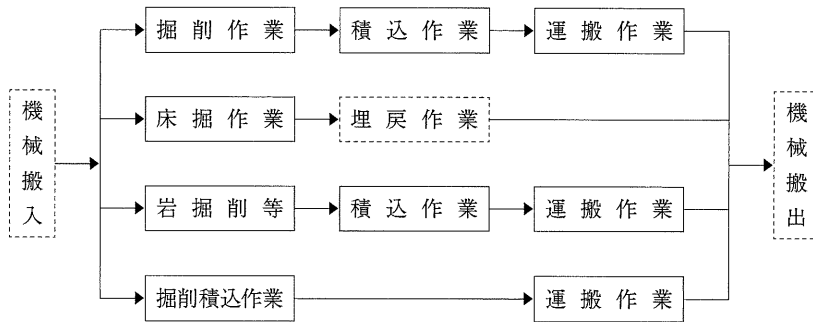 機械搬入
掘削作業
積込作業
運搬作業
床掘作業
埋戻作業
岩掘削等
積込作業
運搬作業
掘削積込作業
運搬作業
機械搬出